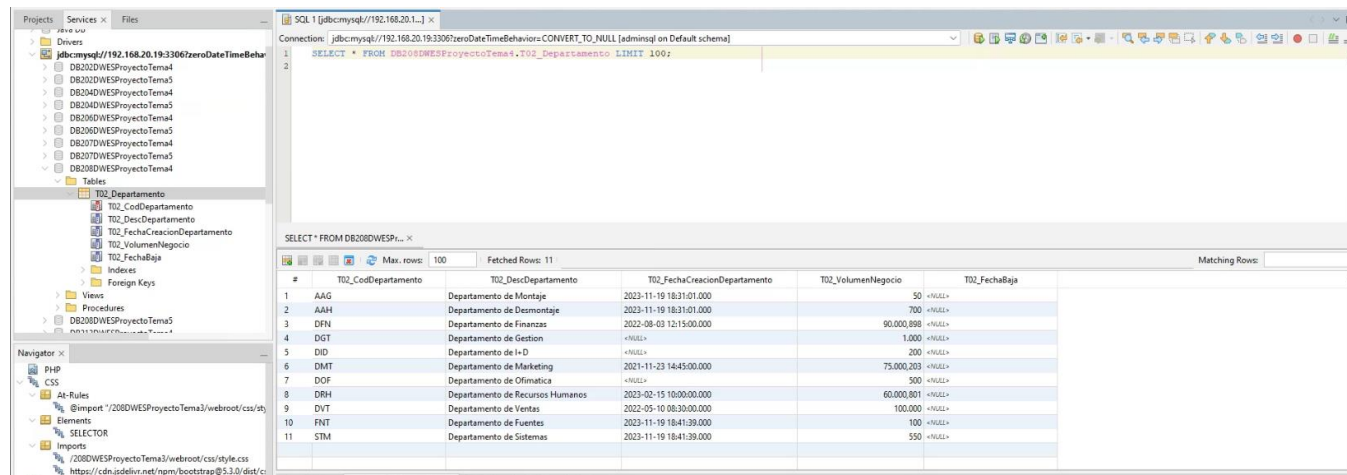 Projects Services × Files
Java DB
Drivers
jdbc:mysql://192.168.20.19:3306?zeroDateTimeBeha
DB202DWESProyectoTema4
DB202DWESProyectoTema5
DB204DWESProyectoTema4
DB204DWESProyectoTema5
DB206DWESProyectoTema4
DB206DWESProyectoTema5
DB207DWESProyectoTema4
DB207DWESProyectoTema5
DB208DWESProyectoTema4
Tables
T02_Departamento
T02_CodDepartamento
T02_DescDepartamento
T02_FechaCreacionDepartamento
T02_VolumenNegocio
T02_FechaBaja
Indexes
Foreign Keys
Views
Procedures
DB208DWESProyectoTema5
Navigator ×
PHP
CSS
At-Rules
@import "/208DWESProyectoTema3/webroot/css/sty
Elements
SELECTOR
Imports
/208DWESProyectoTema3/webroot/css/style.css
https://cdn.jsdelivr.net/npm/bootstrap@5.3.0/dist/c
SQL 1 [jdbc:mysql://192.168.20.1...] ×
Connection: jdbc:mysql://192.168.20.19:3306?zeroDateTimeBehavior=CONVERT_TO_NULL [adminsql on Default schema]
1 SELECT * FROM DB208DWESProyectoTema4.T02_Departamento LIMIT 100;
2
SELECT * FROM DB208DWESPr... ×
Max. rows: 100 Fetched Rows: 11 Matching Rows:
# T02_CodDepartamento T02_DescDepartamento T02_FechaCreacionDepartamento T02_VolumenNegocio T02_FechaBaja
1 AAG Departamento de Montaje 2023-11-19 18:31:01.000 50 <NULL>
2 AAH Departamento de Desmontaje 2023-11-19 18:31:01.000 700 <NULL>
3 DFN Departamento de Finanzas 2022-08-03 12:15:00.000 90.000,898 <NULL>
4 DGT Departamento de Gestion <NULL> 1.000 <NULL>
5 DID Departamento de I+D <NULL> 200 <NULL>
6 DMT Departamento de Marketing 2021-11-23 14:45:00.000 75.000,203 <NULL>
7 DOF Departamento de Ofimatica <NULL> 500 <NULL>
8 DRH Departamento de Recursos Humanos 2023-02-15 10:00:00.000 60.000,801 <NULL>
9 DVT Departamento de Ventas 2022-05-10 08:30:00.000 100.000 <NULL>
10 FNT Departamento de Fuentes 2023-11-19 18:41:39.000 100 <NULL>
11 STM Departamento de Sistemas 2023-11-19 18:41:39.000 550 <NULL>